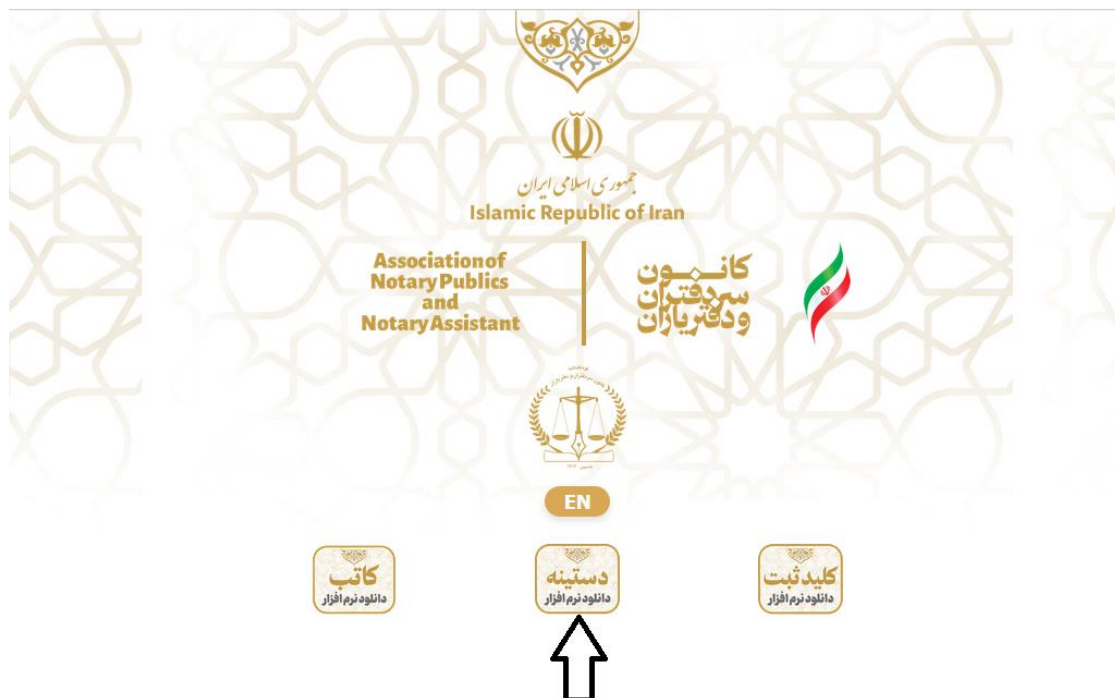 جمهوری اسلامی ایران
Islamic Republic of Iran
کانون
سردفتران
و دفتریاران
Association of
Notary Publics
and
Notary Assistant
EN
کلید ثبت
دانلود نرم افزار
دستینه
دانلود نرم افزار
کاتب
دانلود نرم افزار